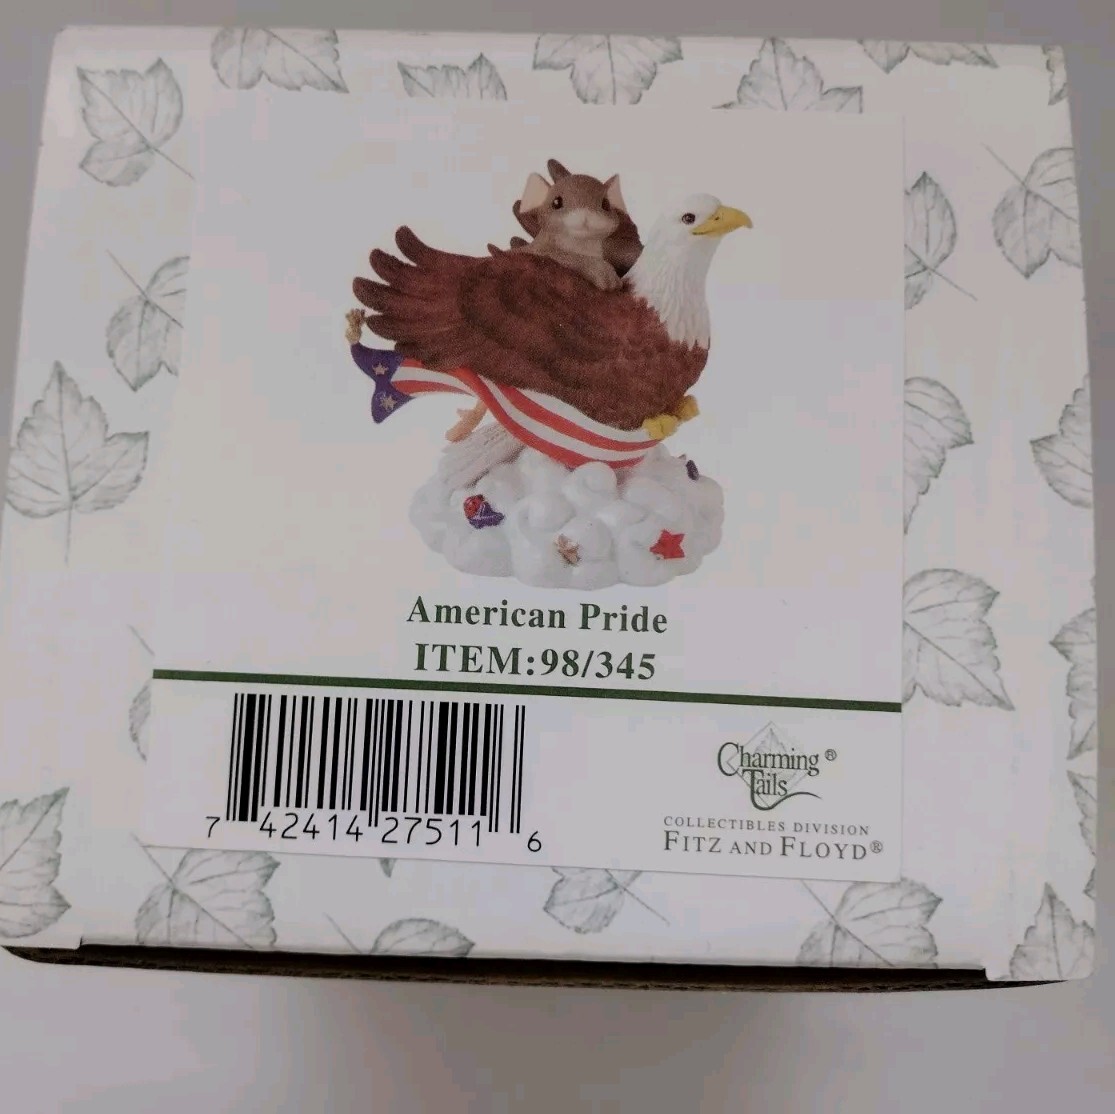 American Pride
ITEM:98/345
7 42414 27511 6
Charming ®
Tails
COLLECTIBLES DIVISION
FITZ AND FLOYD®